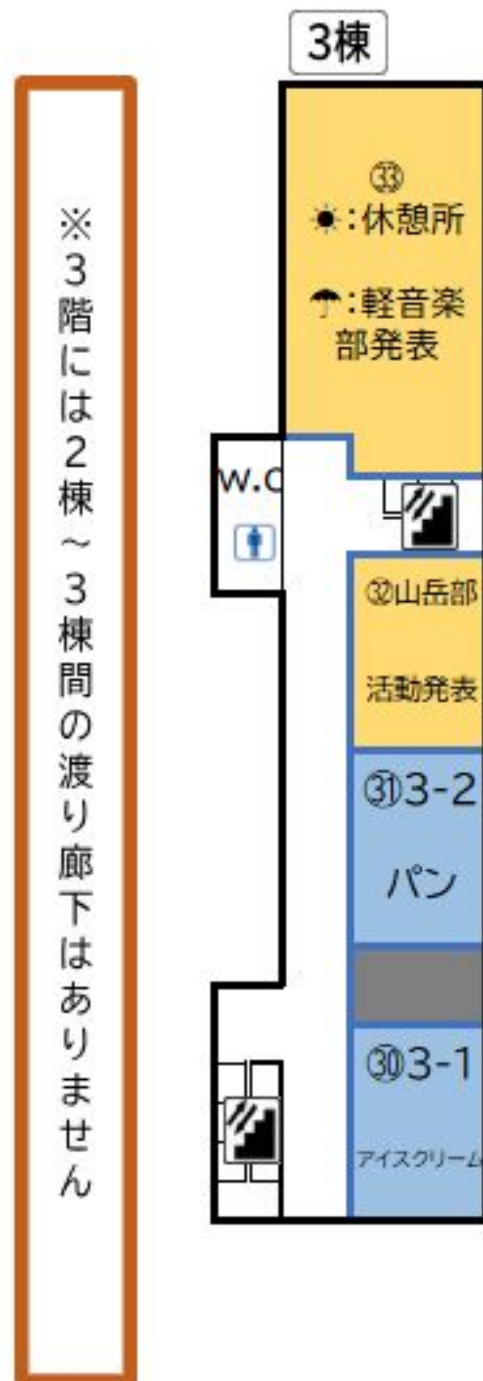 3棟
※3階には2棟～3棟間の渡り廊下はありません
㉝
☀:休憩所
☂:軽音楽
部発表
W.C
㉜山岳部
活動発表
㉛3-2
パン
㉚3-1
アイスクリーム